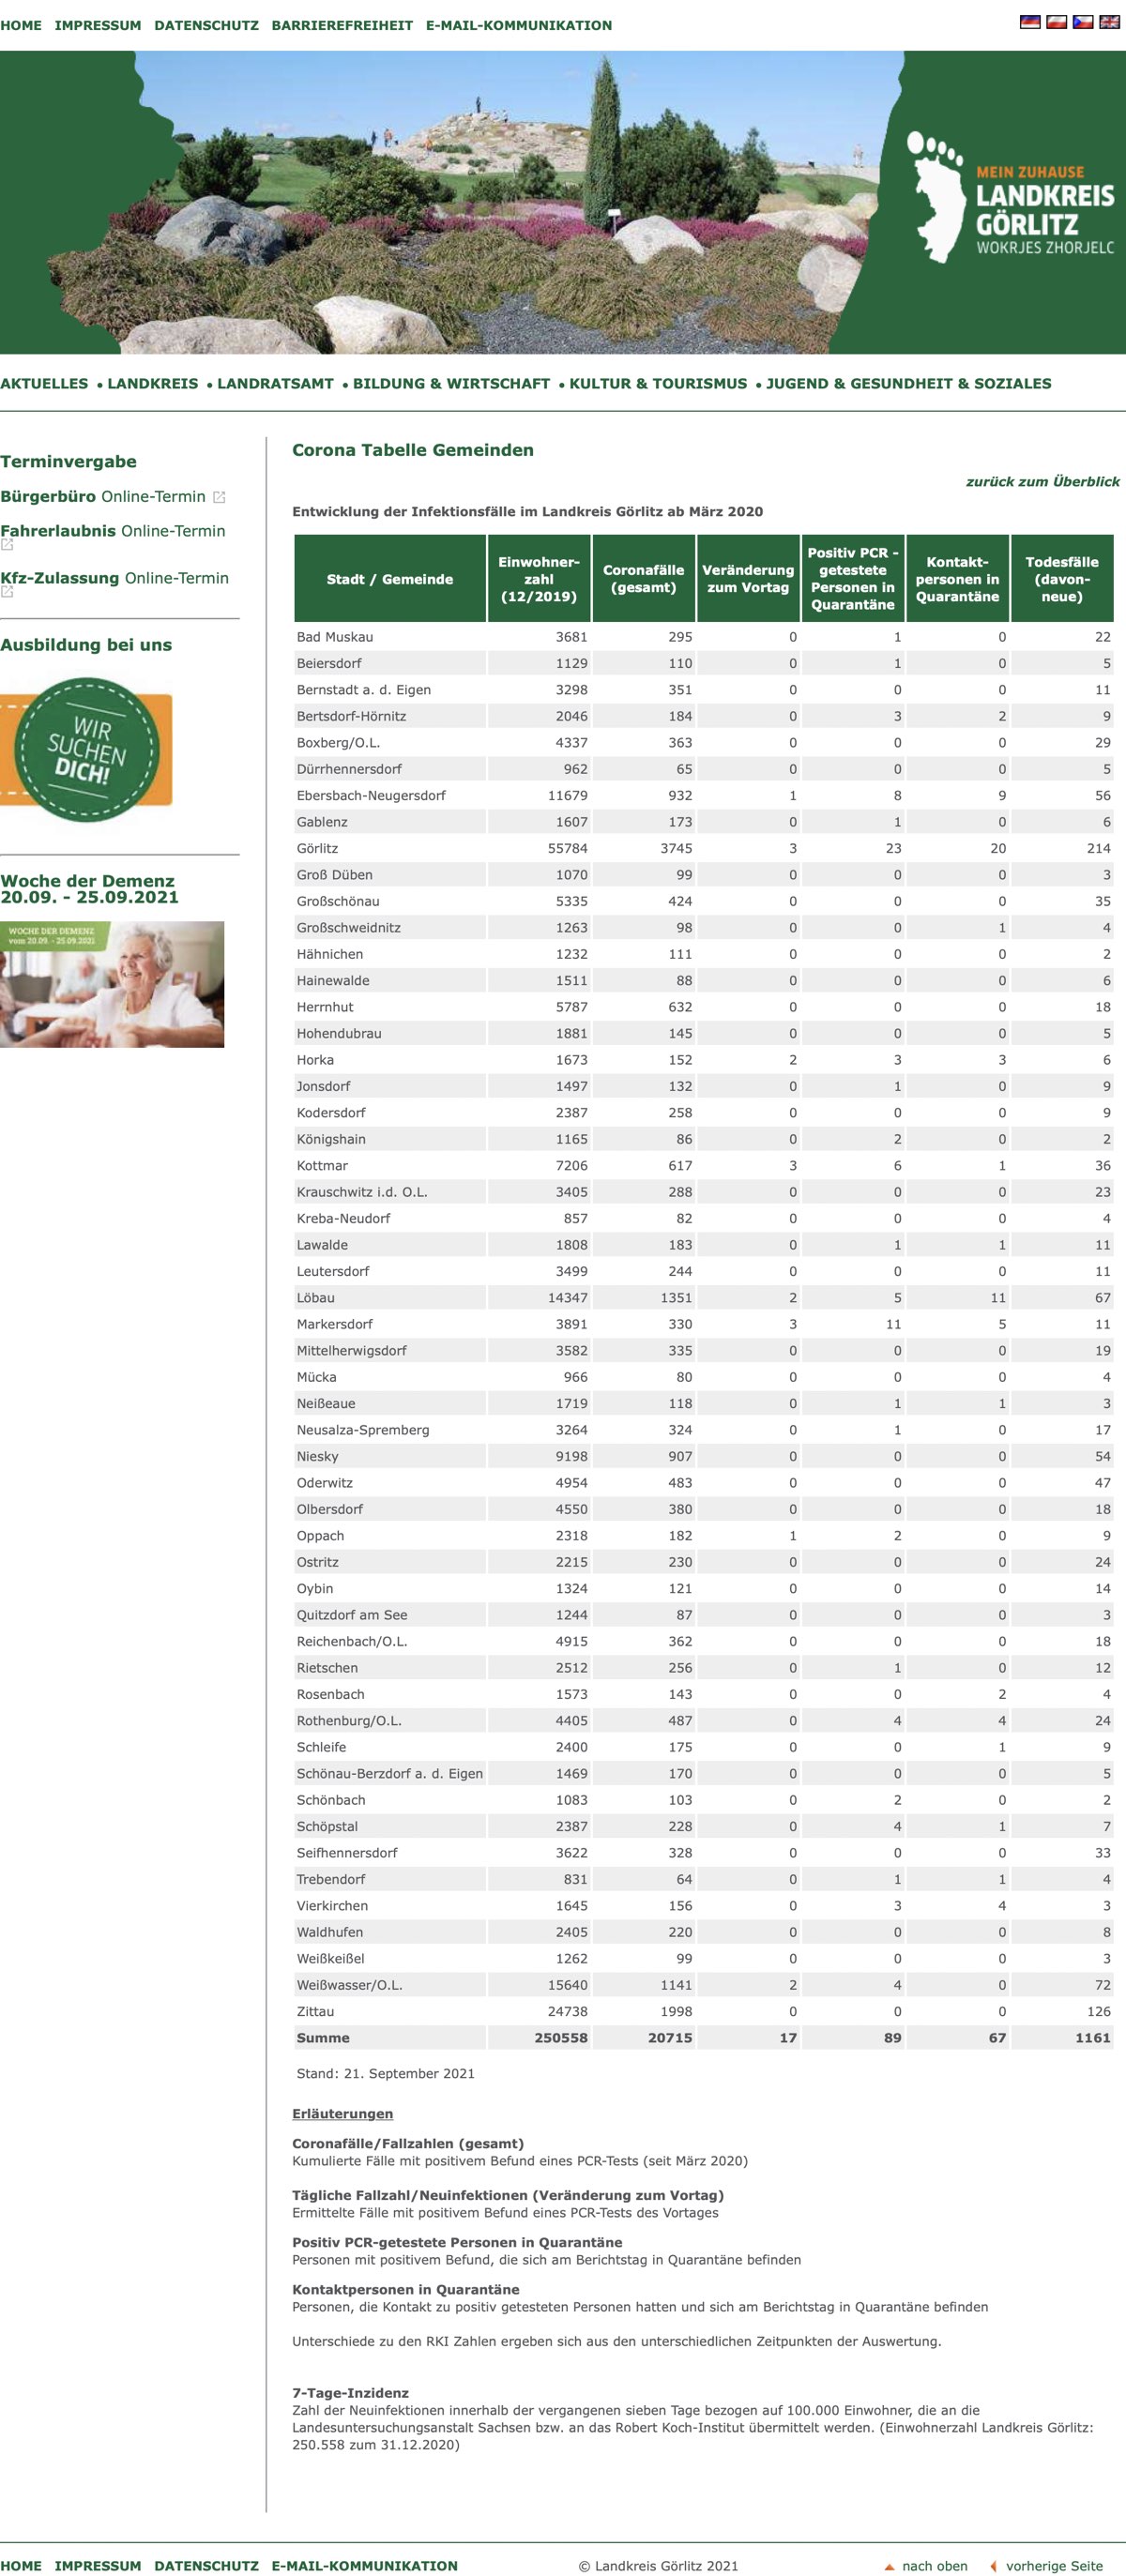 HOME IMPRESSUM DATENSCHUTZ BARRIEREFREIHEIT E-MAIL-KOMMUNIKATION
MEIN ZUHAUSE
LANDKREIS
GÖRLITZ
WOKRJES ZHORJELC
AKTUELLES • LANDKREIS • LANDRATSAMT • BILDUNG & WIRTSCHAFT • KULTUR & TOURISMUS • JUGEND & GESUNDHEIT & SOZIALES
Terminvergabe
Bürgerbüro Online-Termin
Fahrerlaubnis Online-Termin
Kfz-Zulassung Online-Termin
Ausbildung bei uns
WIR
SUCHEN
DICH!
Woche der Demenz
20.09. - 25.09.2021
WOCHE DER DEMENZ
vom 20.09. - 25.09.2021
Corona Tabelle Gemeinden
zurück zum Überblick
Entwicklung der Infektionsfälle im Landkreis Görlitz ab März 2020
Stadt / Gemeinde Einwohner-zahl (12/2019) Coronafälle (gesamt) Veränderung zum Vortag Positiv PCR - getestete Personen in Quarantäne Kontakt-personen in Quarantäne Todesfälle (davon-neue)
Bad Muskau 3681 295 0 1 0 22
Beiersdorf 1129 110 0 1 0 5
Bernstadt a. d. Eigen 3298 351 0 0 0 11
Bertsdorf-Hörnitz 2046 184 0 3 2 9
Boxberg/O.L. 4337 363 0 0 0 29
Dürrhennersdorf 962 65 0 0 0 5
Ebersbach-Neugersdorf 11679 932 1 8 9 56
Gablenz 1607 173 0 1 0 6
Görlitz 55784 3745 3 23 20 214
Groß Düben 1070 99 0 0 0 3
Großschönau 5335 424 0 0 0 35
Großschweidnitz 1263 98 0 0 1 4
Hähnichen 1232 111 0 0 0 2
Hainewalde 1511 88 0 0 0 6
Herrnhut 5787 632 0 0 0 18
Hohendubrau 1881 145 0 0 0 5
Horka 1673 152 2 3 3 6
Jonsdorf 1497 132 0 1 0 9
Kodersdorf 2387 258 0 0 0 9
Königshain 1165 86 0 2 0 2
Kottmar 7206 617 3 6 1 36
Krauschwitz i.d. O.L. 3405 288 0 0 0 23
Kreba-Neudorf 857 82 0 0 0 4
Lawalde 1808 183 0 1 1 11
Leutersdorf 3499 244 0 0 0 11
Löbau 14347 1351 2 5 11 67
Markersdorf 3891 330 3 11 5 11
Mittelherwigsdorf 3582 335 0 0 0 19
Mücka 966 80 0 0 0 4
Neißeaue 1719 118 0 1 1 3
Neusalza-Spremberg 3264 324 0 1 0 17
Niesky 9198 907 0 0 0 54
Oderwitz 4954 483 0 0 0 47
Olbersdorf 4550 380 0 0 0 18
Oppach 2318 182 1 2 0 9
Ostritz 2215 230 0 0 0 24
Oybin 1324 121 0 0 0 14
Quitzdorf am See 1244 87 0 0 0 3
Reichenbach/O.L. 4915 362 0 0 0 18
Rietschen 2512 256 0 1 0 12
Rosenbach 1573 143 0 0 2 4
Rothenburg/O.L. 4405 487 0 4 4 24
Schleife 2400 175 0 0 1 9
Schönau-Berzdorf a. d. Eigen 1469 170 0 0 0 5
Schönbach 1083 103 0 2 0 2
Schöpstal 2387 228 0 4 1 7
Seifhennersdorf 3622 328 0 0 0 33
Trebendorf 831 64 0 1 1 4
Vierkirchen 1645 156 0 3 4 3
Waldhufen 2405 220 0 0 0 8
Weißkeißel 1262 99 0 0 0 3
Weißwasser/O.L. 15640 1141 2 4 0 72
Zittau 24738 1998 0 0 0 126
Summe 250558 20715 17 89 67 1161
Stand: 21. September 2021
Erläuterungen
Coronafälle/Fallzahlen (gesamt)
Kumulierte Fälle mit positivem Befund eines PCR-Tests (seit März 2020)
Tägliche Fallzahl/Neuinfektionen (Veränderung zum Vortag)
Ermittelte Fälle mit positivem Befund eines PCR-Tests des Vortages
Positiv PCR-getestete Personen in Quarantäne
Personen mit positivem Befund, die sich am Berichtstag in Quarantäne befinden
Kontaktpersonen in Quarantäne
Personen, die Kontakt zu positiv getesteten Personen hatten und sich am Berichtstag in Quarantäne befinden
Unterschiede zu den RKI Zahlen ergeben sich aus den unterschiedlichen Zeitpunkten der Auswertung.
7-Tage-Inzidenz
Zahl der Neuinfektionen innerhalb der vergangenen sieben Tage bezogen auf 100.000 Einwohner, die an die
Landesuntersuchungsanstalt Sachsen bzw. an das Robert Koch-Institut übermittelt werden. (Einwohnerzahl Landkreis Görlitz:
250.558 zum 31.12.2020)
HOME IMPRESSUM DATENSCHUTZ E-MAIL-KOMMUNIKATION © Landkreis Görlitz 2021 nach oben vorherige Seite